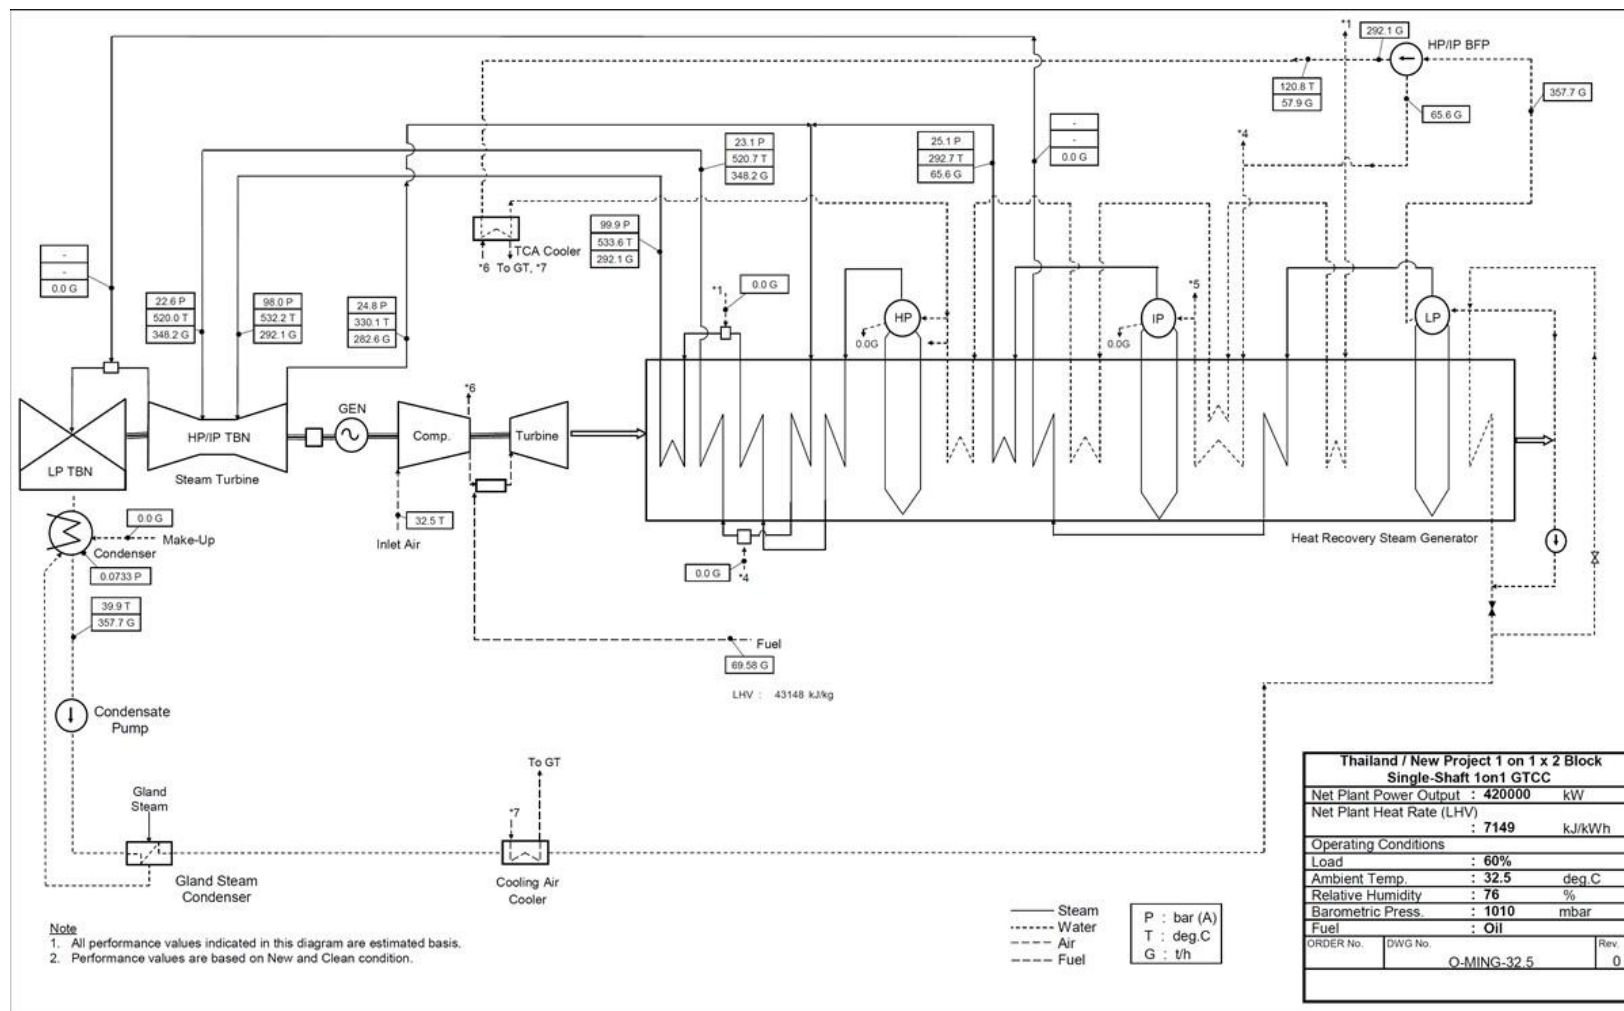 *1
292.1 G
HP/IP BFP
120.8 T
57.9 G
65.6 G
357.7 G
*4
-
-
0.0 G
23.1 P
520.7 T
348.2 G
25.1 P
292.7 T
65.6 G
99.9 P
533.6 T
292.1 G
TCA Cooler
*6 To GT, *7
-
-
0.0 G
22.6 P
520.0 T
348.2 G
98.0 P
532.2 T
292.1 G
24.8 P
330.1 T
282.6 G
*1
0.0 G
HP
0.0G
IP
0.0G
*5
LP
*6
GEN
HP/IP TBN
LP TBN
Steam Turbine
Comp.
Turbine
32.5 T
Inlet Air
0.0 G
Make-Up
Condenser
0.0733 P
39.9 T
357.7 G
0.0 G
*4
Heat Recovery Steam Generator
Fuel
69.58 G
LHV : 43148 kJ/kg
Condensate
Pump
Gland
Steam
Gland Steam
Condenser
To GT
*7
Cooling Air
Cooler
Note
1. All performance values indicated in this diagram are estimated basis.
2. Performance values are based on New and Clean condition.
Steam
Water
Air
Fuel
P : bar (A)
T : deg.C
G : t/h
Thailand / New Project 1 on 1 x 2 Block
Single-Shaft 1on1 GTCC
Net Plant Power Output : 420000 kW
Net Plant Heat Rate (LHV)
: 7149 kJ/kWh
Operating Conditions
Load : 60%
Ambient Temp. : 32.5 deg.C
Relative Humidity : 76 %
Barometric Press. : 1010 mbar
Fuel : Oil
ORDER No. DWG No. Rev.
O-MING-32.5 0